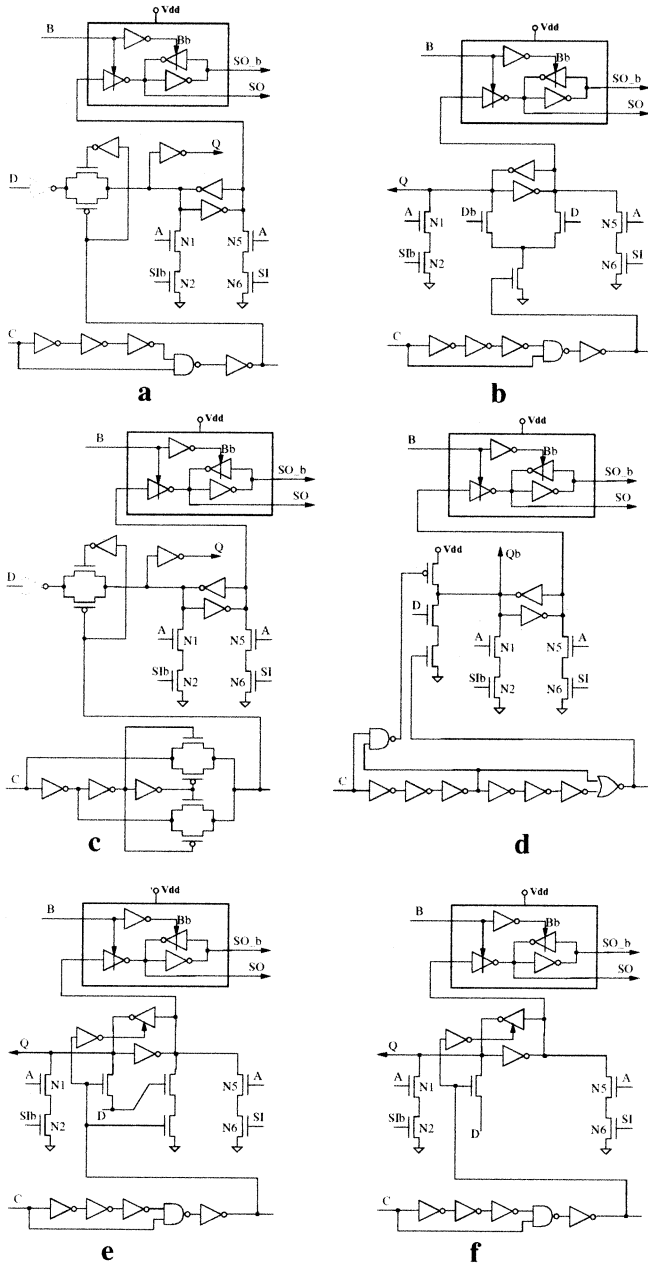 Vdd
B
Bb
SO_b
SO
D
Q
A N1 N5 A
SIb N2 N6 SI
C
a
Vdd
B
Bb
SO_b
SO
Q
A N1 Db D N5 A
SIb N2 N6 SI
C
b
Vdd
B
Bb
SO_b
SO
D
Q
A N1 N5 A
SIb N2 N6 SI
C
c
Vdd
B
Bb
SO_b
SO
Vdd
Qb
D
A N1 N5 A
SIb N2 N6 SI
C
d
Vdd
B
Bb
SO_b
SO
Q
A N1 N5 A
D
SIb N2 N6 SI
C
e
Vdd
B
Bb
SO_b
SO
Q
A N1 N5 A
SIb N2 D N6 SI
C
f